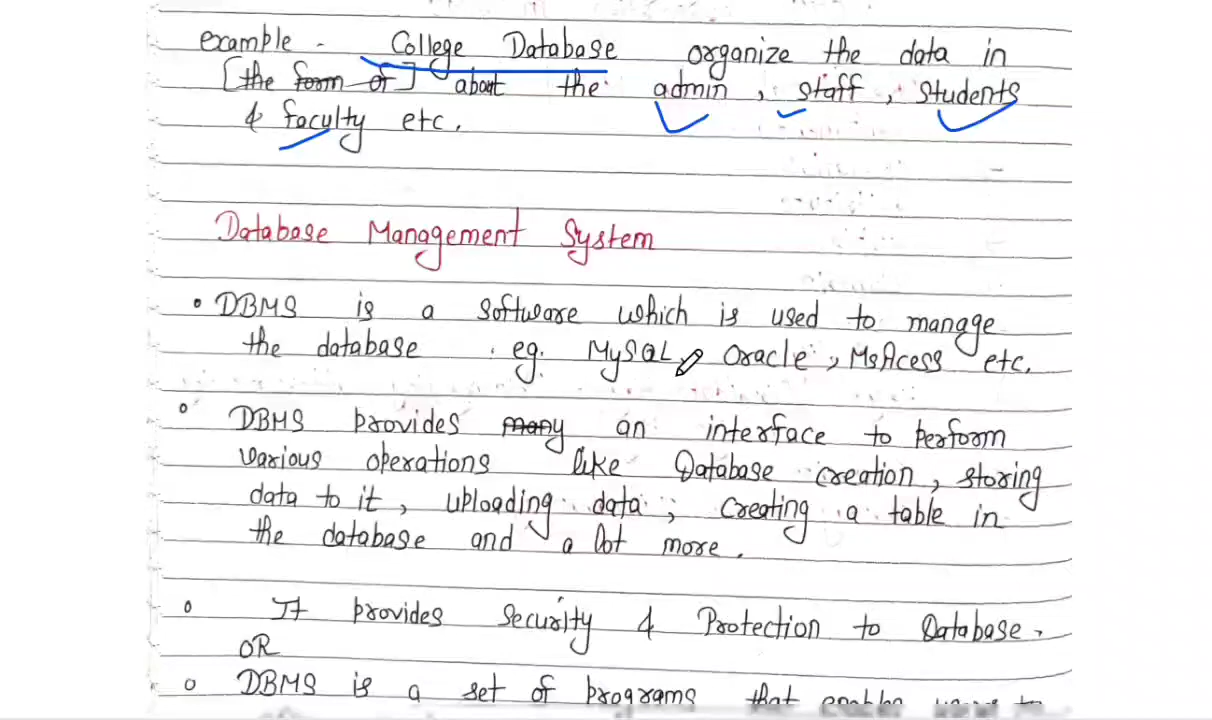 example - College Database organize the data in
[the form of] about the admin, staff, students
& faculty etc.
Database Management System
• DBMS is a software which is used to manage
the database . eg. MySQL, Oracle, MsAcess etc.
• DBMS provides many an interface to perform
various operations like Database creation, storing
data to it, uploading data, creating a table in
the database and a lot more.
• It provides Security & Protection to Database.
OR
• DBMS is a set of programs that enables users to